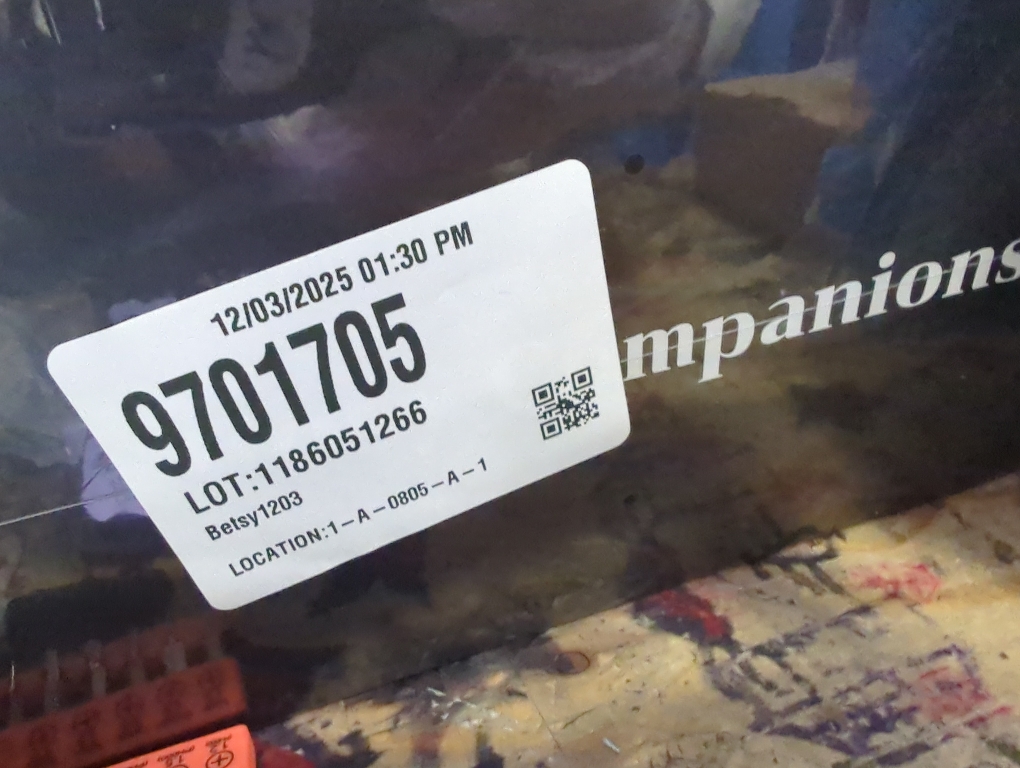 12/03/2025 01:30 PM
9701705
LOT:1186051266
Betsy1203
LOCATION:1-A-0805-A-1
mpanions